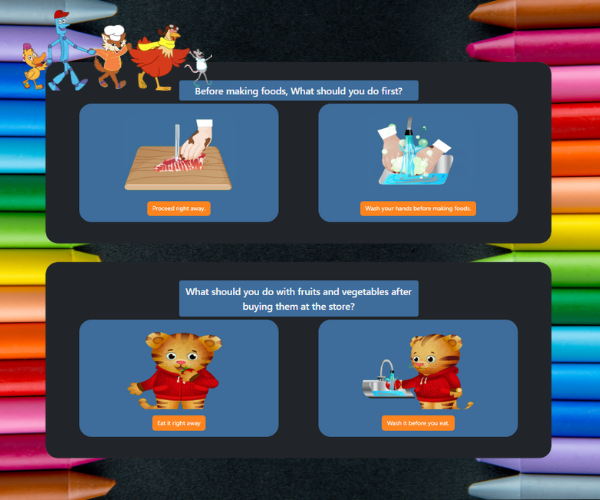 Before making foods, What should you do first?
Proceed right away.
Wash your hands before making foods.
What should you do with fruits and vegetables after
buying them at the store?
Eat it right away
Wash it before you eat.